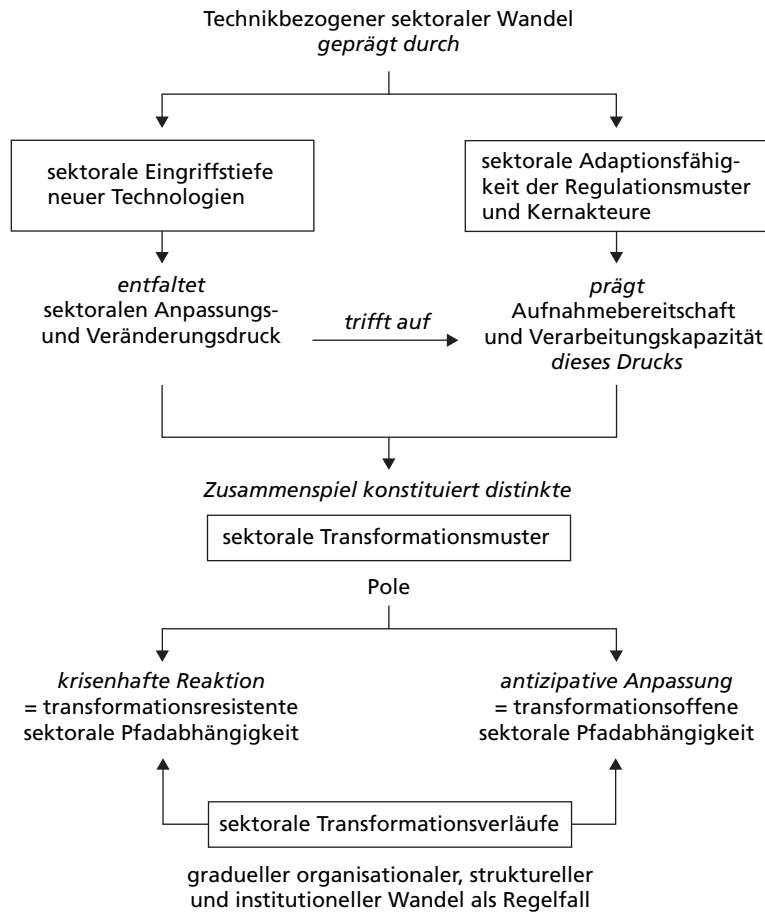 Technikbezogener sektoraler Wandel
geprägt durch
sektorale Eingriffstiefe
neuer Technologien
sektorale Adaptionsfähig-
keit der Regulationsmuster
und Kernakteure
entfaltet
sektoralen Anpassungs-
und Veränderungsdruck
trifft auf
prägt
Aufnahmebereitschaft
und Verarbeitungskapazität
dieses Drucks
Zusammenspiel konstituiert distinkte
sektorale Transformationsmuster
Pole
krisenhafte Reaktion
= transformationsresistente
sektorale Pfadabhängigkeit
antizipative Anpassung
= transformationsoffene
sektorale Pfadabhängigkeit
sektorale Transformationsverläufe
gradueller organisationaler, struktureller
und institutioneller Wandel als Regelfall